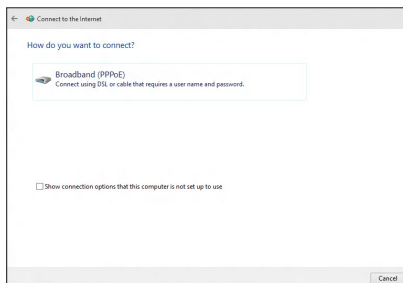 Connect to the Internet
How do you want to connect?
Broadband (PPPoE)
Connect using DSL or cable that requires a user name and password.
Show connection options that this computer is not set up to use
Cancel